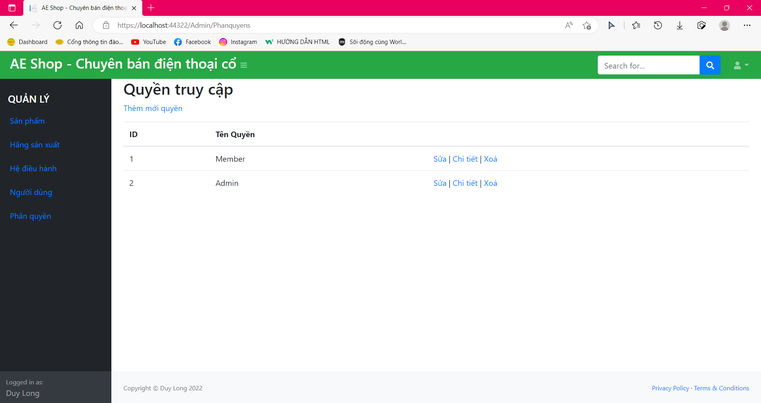 AE Shop - Chuyên bán điện thoạ
https://localhost:44322/Admin/Phanquyens
Dashboard
Cổng thông tin đào...
YouTube
Facebook
Instagram
HƯỚNG DẪN HTML
Sôi động cùng Worl...
AE Shop - Chuyên bán điện thoại cổ
Search for...
QUẢN LÝ
Sản phẩm
Hãng sản xuất
Hệ điều hành
Người dùng
Phân quyền
Quyền truy cập
Thêm mới quyền
ID Tên Quyền
1 Member Sửa | Chi tiết | Xoá
2 Admin Sửa | Chi tiết | Xoá
Logged in as:
Duy Long
Copyright © Duy Long 2022
Privacy Policy · Terms & Conditions